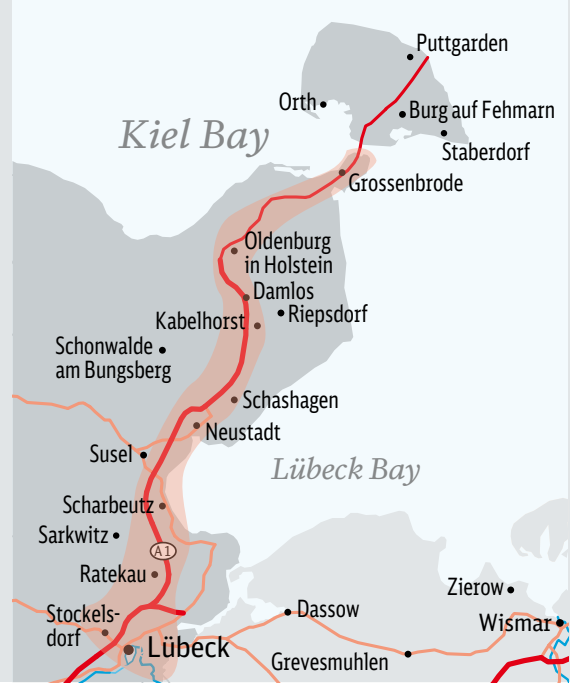 Puttgarden
Orth
Burg auf Fehmarn
Kiel Bay
Staberdorf
Grossenbrode
Oldenburg
in Holstein
Damlos
Riepsdorf
Kabelhorst
Schonwalde
am Bungsberg
Schashagen
Neustadt
Susel
Lübeck Bay
Scharbeutz
Sarkwitz
A1
Ratekau
Zierow
Stockels-
dorf
Dassow
Wismar
Lübeck
Grevesmuhlen